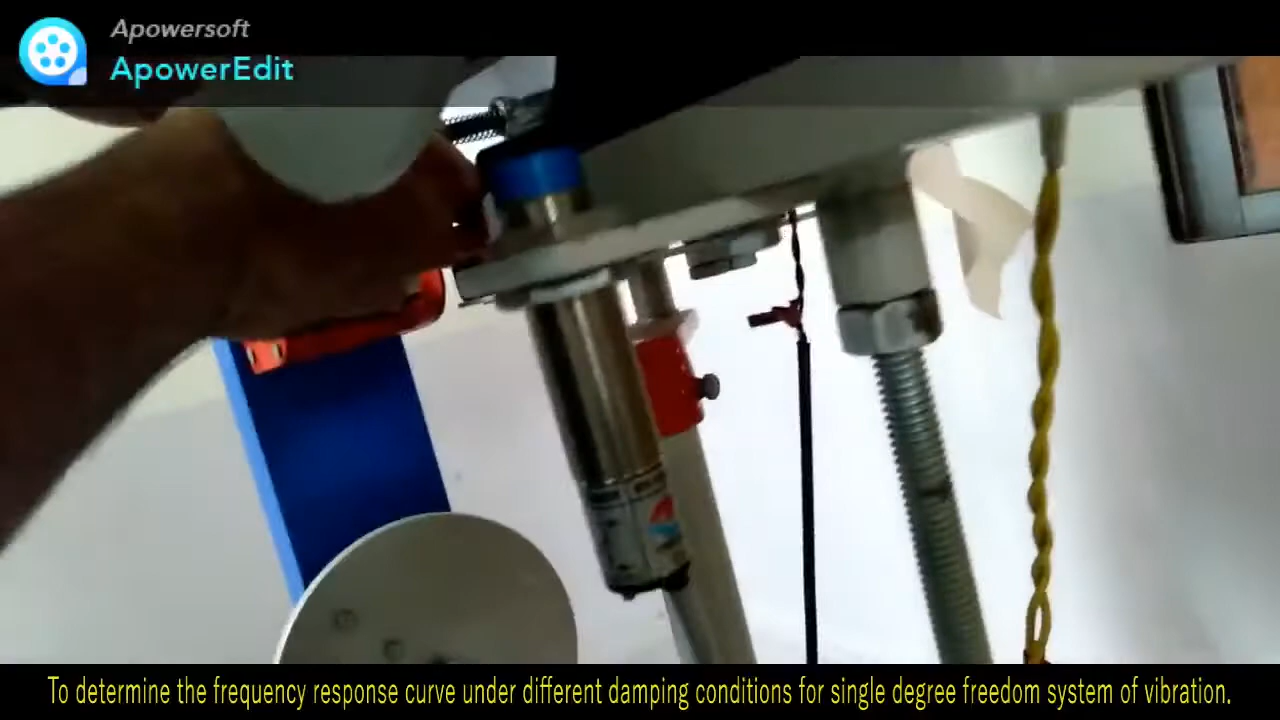 Apowersoft
ApowerEdit
To determine the frequency response curve under different damping conditions for single degree freedom system of vibration.